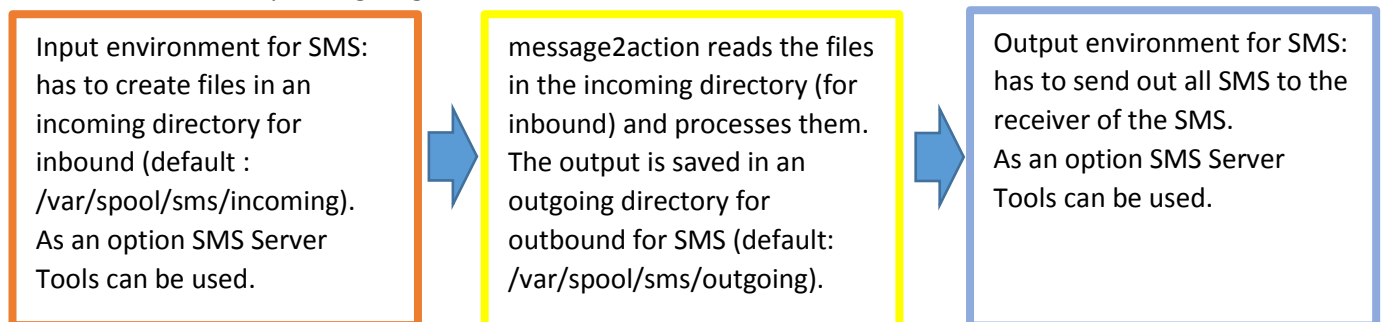 Input environment for SMS:
has to create files in an
incoming directory for
inbound (default :
/var/spool/sms/incoming).
As an option SMS Server
Tools can be used.
message2action reads the files
in the incoming directory (for
inbound) and processes them.
The output is saved in an
outgoing directory for
outbound for SMS (default:
/var/spool/sms/outgoing).
Output environment for SMS:
has to send out all SMS to the
receiver of the SMS.
As an option SMS Server
Tools can be used.